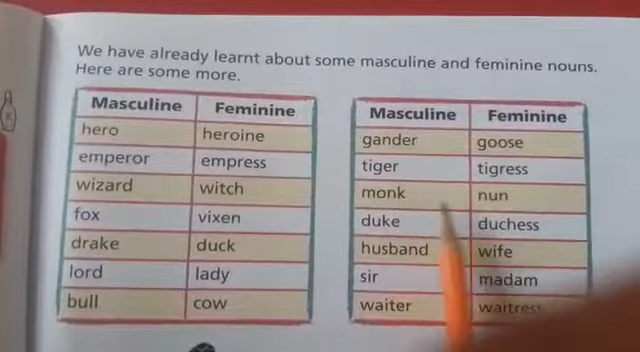 We have already learnt about some masculine and feminine nouns.
Here are some more.
Masculine Feminine
hero heroine
emperor empress
wizard witch
fox vixen
drake duck
lord lady
bull cow
Masculine Feminine
gander goose
tiger tigress
monk nun
duke duchess
husband wife
sir madam
waiter waitress